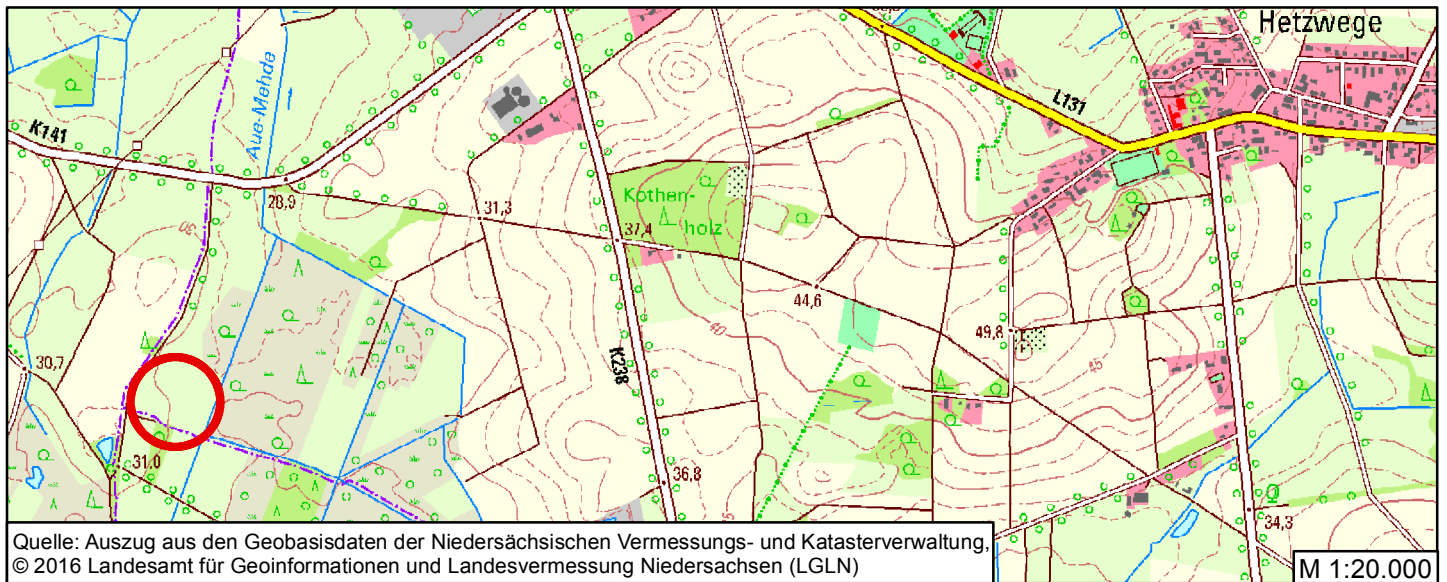 Hetzwege
Aue-Mehde
L131
K141
28,9
31,3
Kothen-
holz
37,4
30
44,6
40
49,8
K238
45
30,7
31,0
36,8
34,3
Quelle: Auszug aus den Geobasisdaten der Niedersächsischen Vermessungs- und Katasterverwaltung,
© 2016 Landesamt für Geoinformationen und Landesvermessung Niedersachsen (LGLN)
M 1:20.000